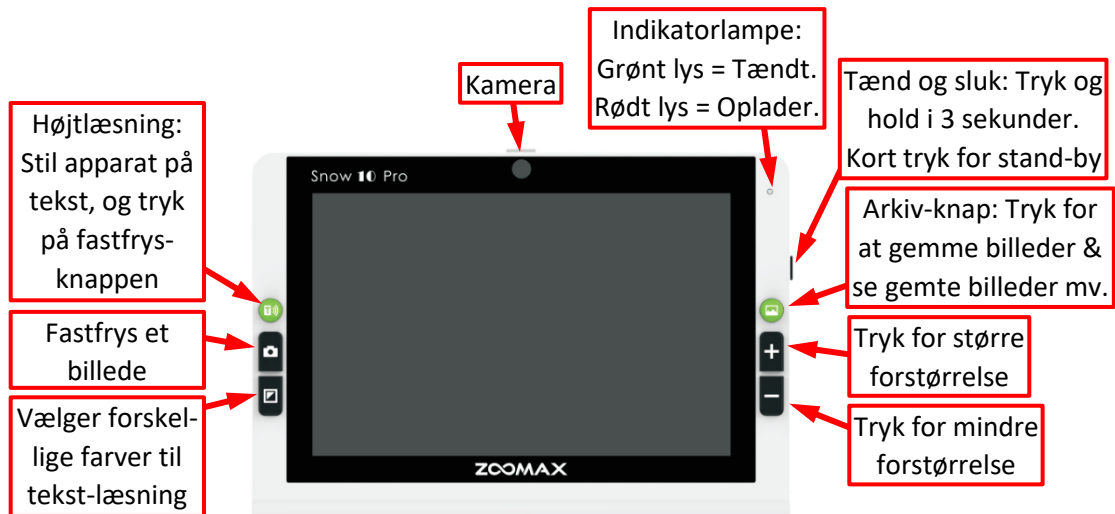 Indikatorlampe:
Grønt lys = Tændt.
Rødt lys = Oplader.
Kamera
Tænd og sluk: Tryk og
hold i 3 sekunder.
Kort tryk for stand-by
Højtlæsning:
Stil apparat på
tekst, og tryk
på fastfrys-
knappen
Snow 10 Pro
Arkiv-knap: Tryk for
at gemme billeder &
se gemte billeder mv.
Fastfrys et
billede
Tryk for større
forstørrelse
Vælger forskel-
lige farver til
tekst-læsning
Tryk for mindre
forstørrelse
ZOOMAX